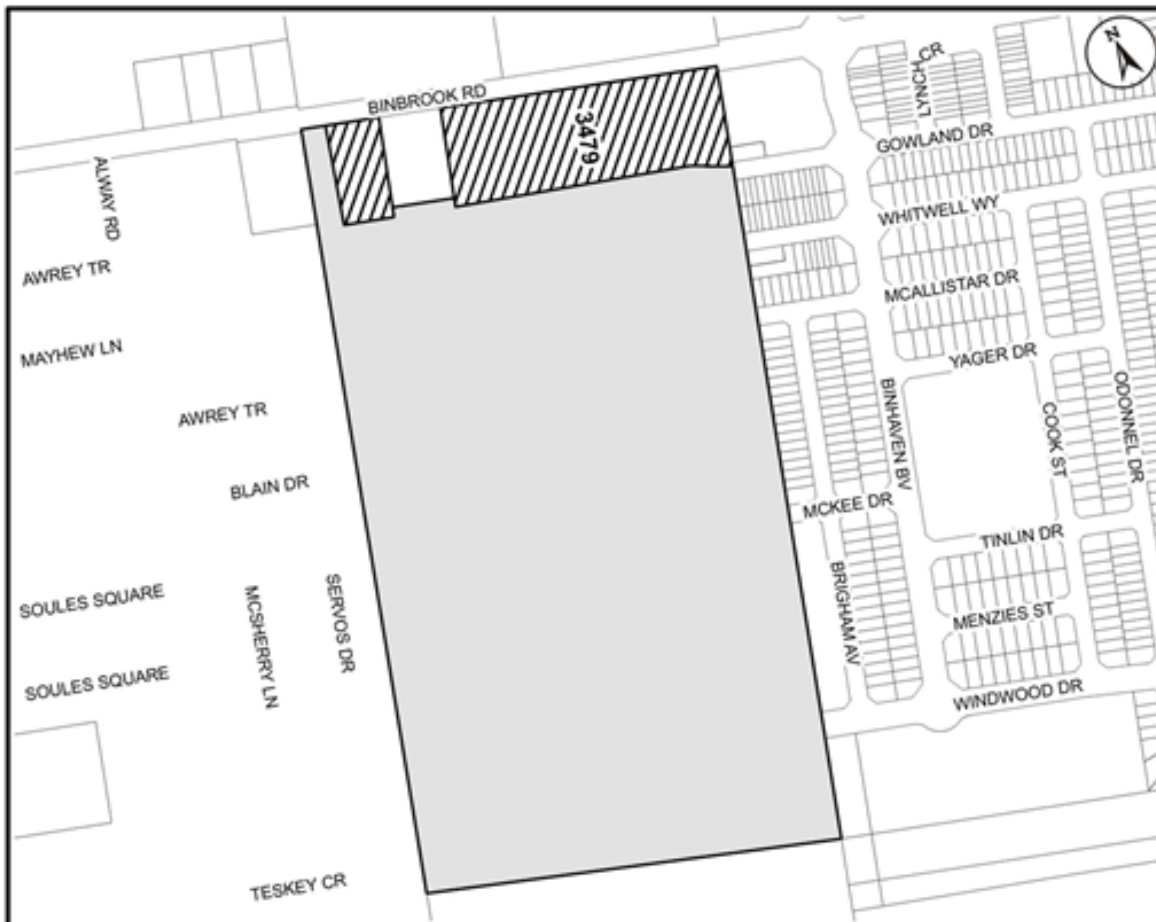 N
LYNCH CR
BINBROOK RD
3479
GOWLAND DR
ALWAY RD
WHITWELL WY
AWREY TR
MCALLISTAR DR
MAYHEW LN
YAGER DR
AWREY TR
BINHAVEN BV
COOK ST
ODONNEL DR
BLAIN DR
MCKEE DR
TINLIN DR
SOULES SQUARE
MCSHERRY LN
SERVOS DR
BRIGHAM AV
MENZIES ST
SOULES SQUARE
WINDWOOD DR
TESKEY CR